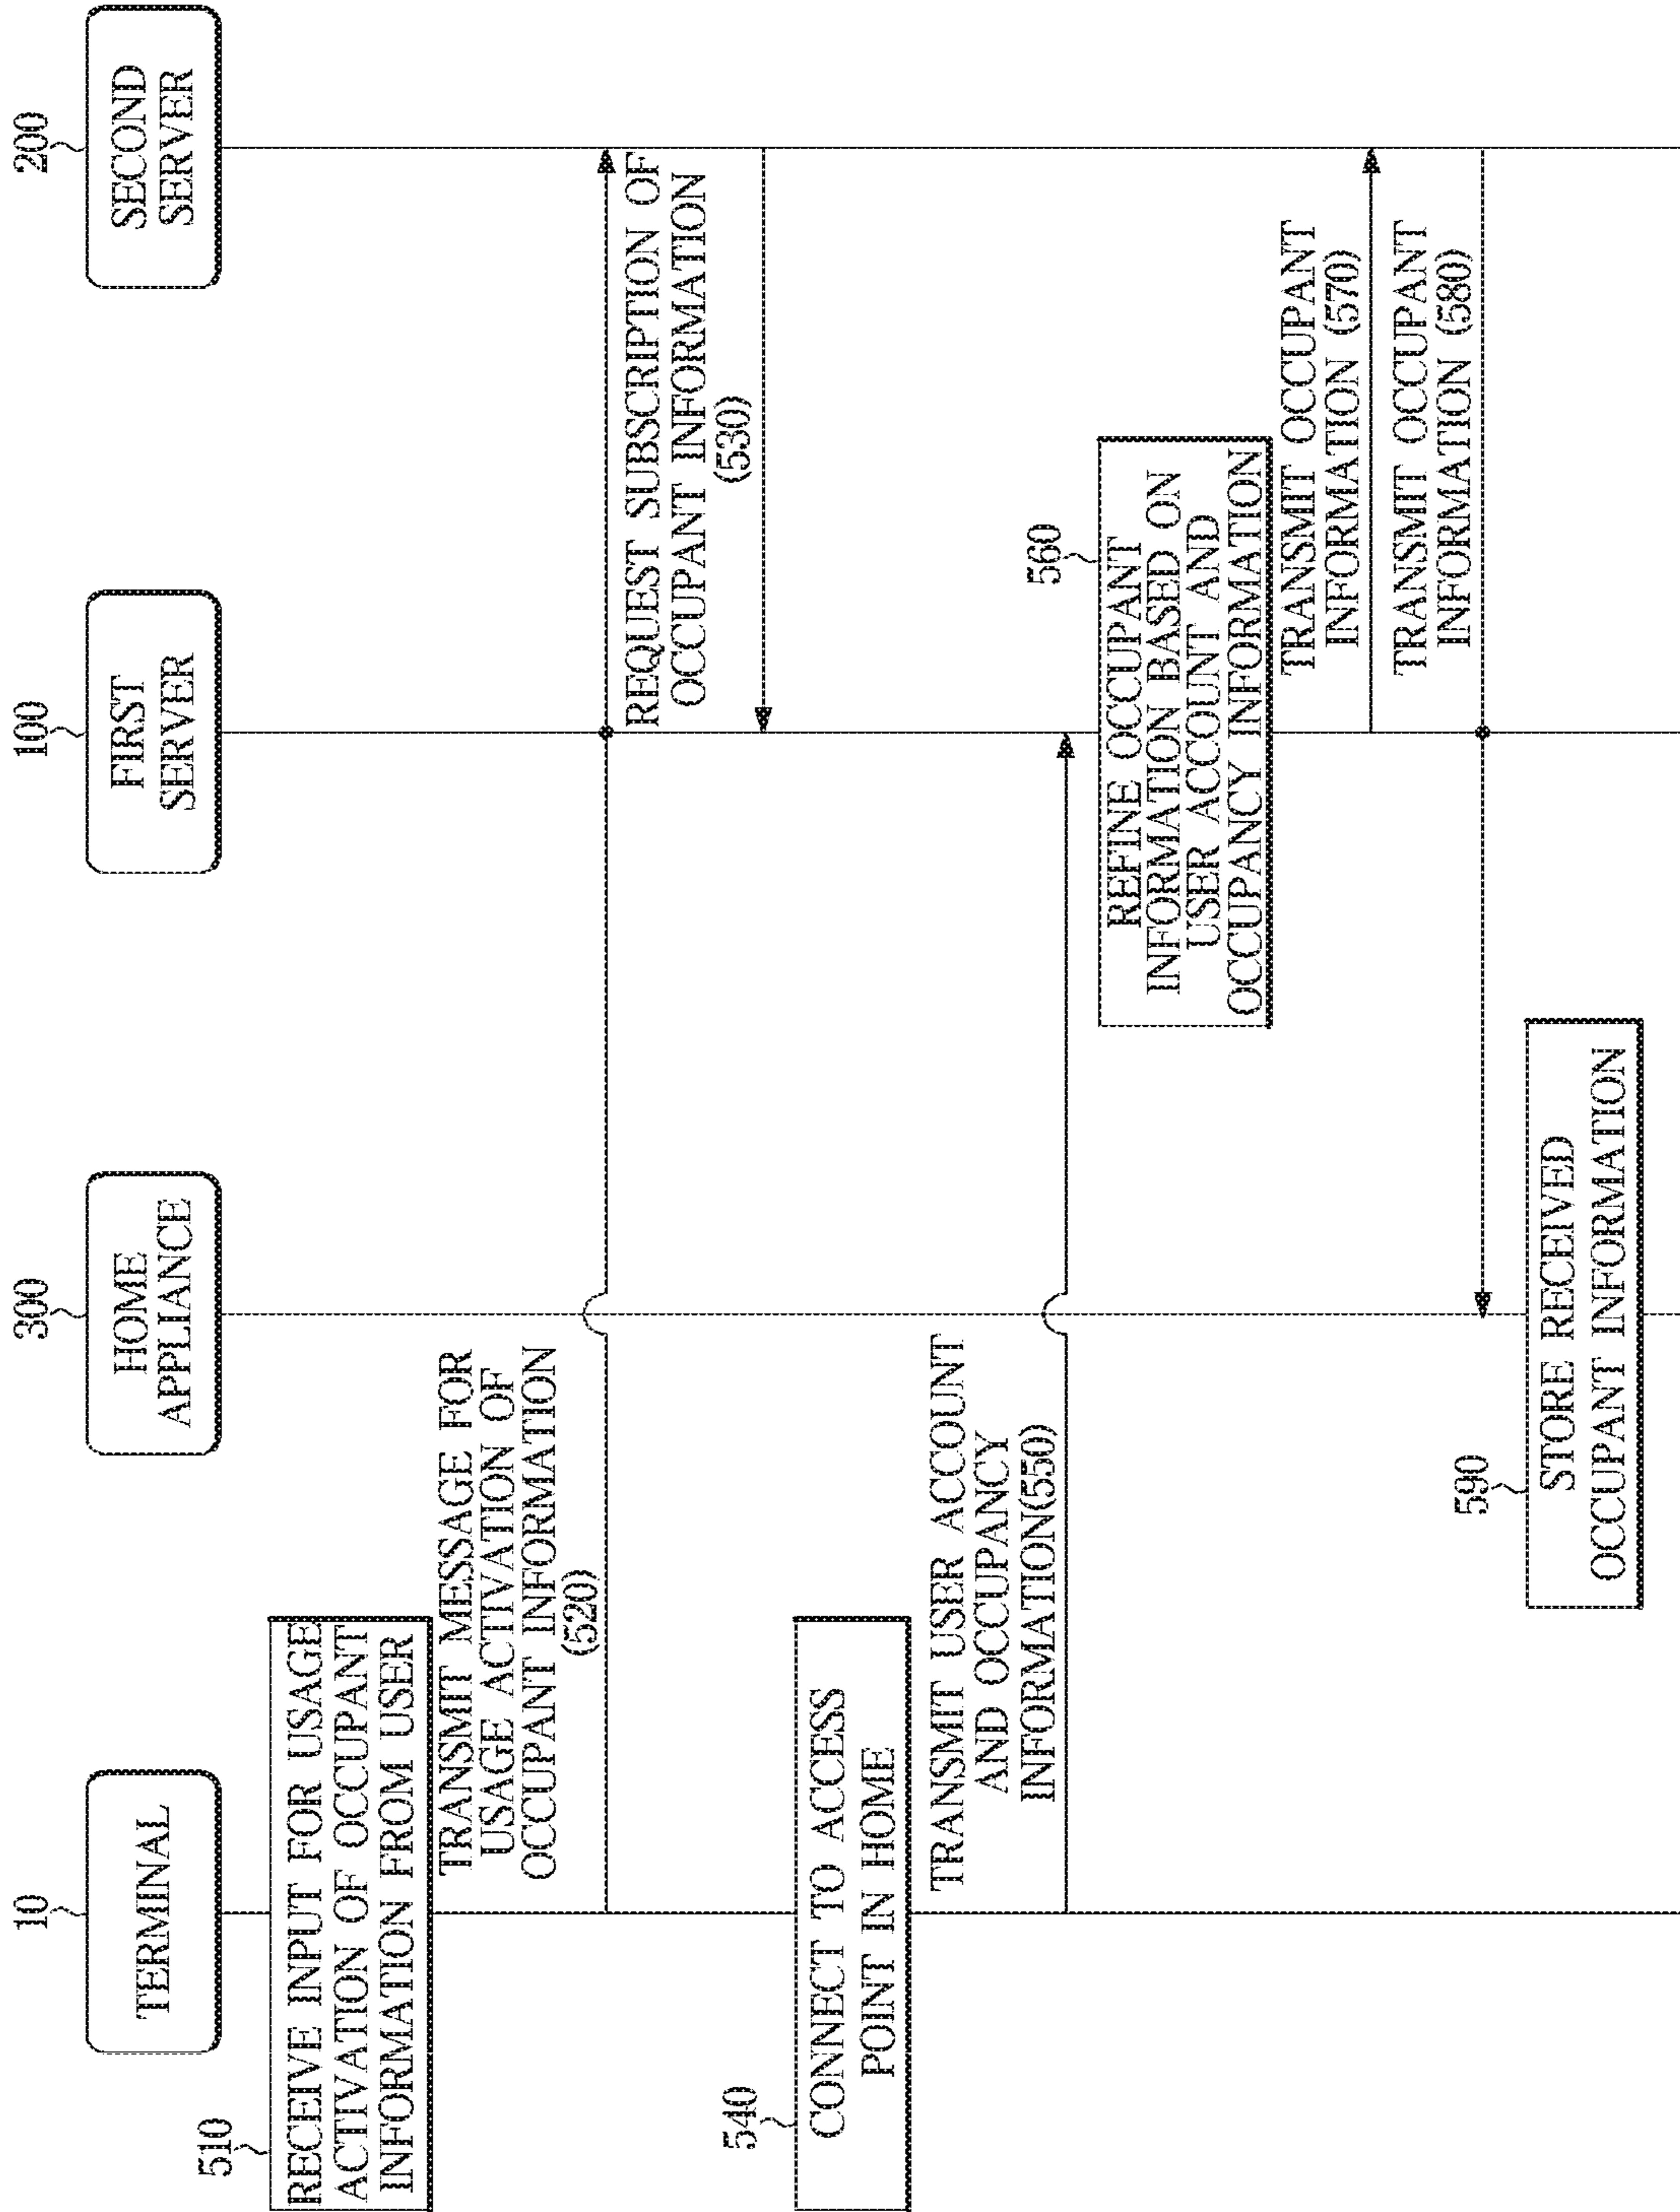 10
TERMINAL
300
HOME
APPLIANCE
100
FIRST
SERVER
200
SECOND
SERVER
510
RECEIVE INPUT FOR USAGE
ACTIVATION OF OCCUPANT
INFORMATION FROM USER
TRANSMIT MESSAGE FOR
USAGE ACTIVATION OF
OCCUPANT INFORMATION
(520)
REQUEST SUBSCRIPTION OF
OCCUPANT INFORMATION
(530)
540
CONNECT TO ACCESS
POINT IN HOME
TRANSMIT USER ACCOUNT
AND OCCUPANCY
INFORMATION(550)
560
REFINE OCCUPANT
INFORMATION BASED ON
USER ACCOUNT AND
OCCUPANCY INFORMATION
TRANSMIT OCCUPANT
INFORMATION (570)
TRANSMIT OCCUPANT
INFORMATION (580)
590
STORE RECEIVED
OCCUPANT INFORMATION